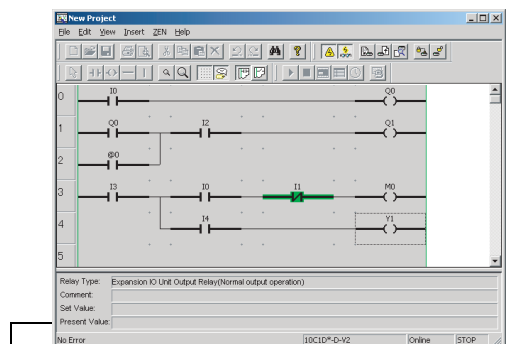 New Project
File Edit View Insert ZEN Help
0 I0 Q0
1 Q0 I2 Q1
2 @0
3 I3 I0 I1 M0
4 I4 Y1
5
Relay Type: Expansion IO Unit Output Relay(Normal output operation)
Comment:
Set Value:
Present Value:
No Error 10C1D*-D-V2 Online STOP